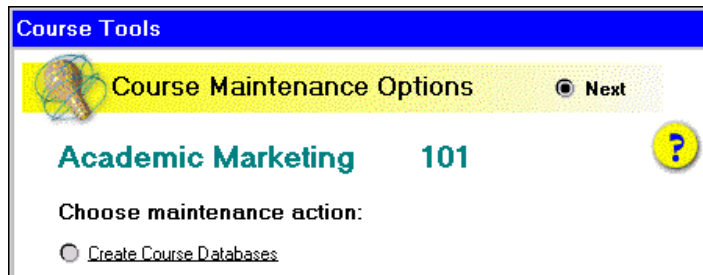 Course Tools
Course Maintenance Options Next
Academic Marketing 101 ?
Choose maintenance action:
Create Course Databases